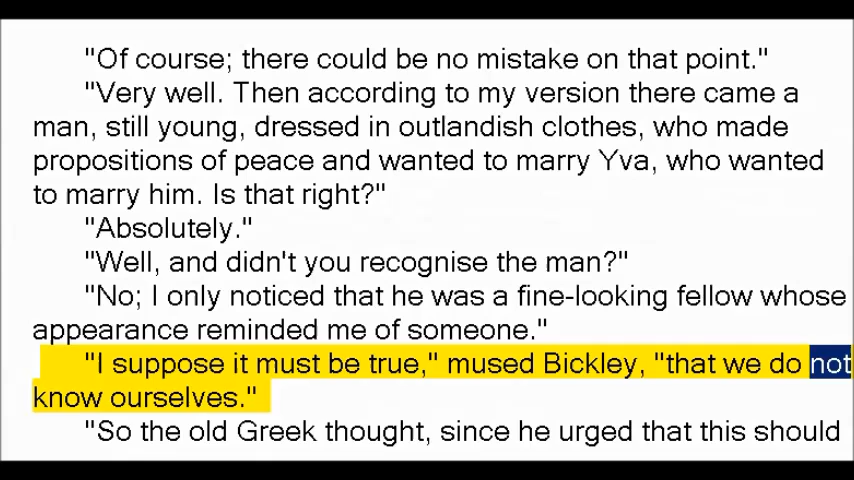 "Of course; there could be no mistake on that point."
"Very well. Then according to my version there came a
man, still young, dressed in outlandish clothes, who made
propositions of peace and wanted to marry Yva, who wanted
to marry him. Is that right?"
"Absolutely."
"Well, and didn't you recognise the man?"
"No; I only noticed that he was a fine-looking fellow whose
appearance reminded me of someone."
"I suppose it must be true," mused Bickley, "that we do not
know ourselves."
"So the old Greek thought, since he urged that this should